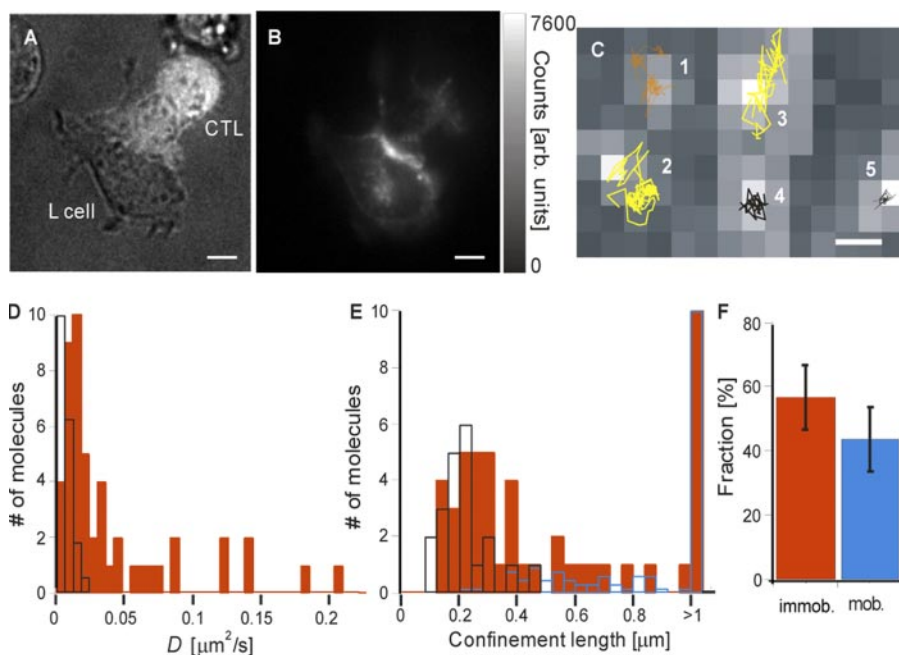 A
CTL
L cell
B
7600
Counts [arb. units]
0
C
1
2
3
4
5
D
10
8
6
4
2
0
# of molecules
0
0.05
0.1
0.15
0.2
D [μm²/s]
E
10
8
6
4
2
0
# of molecules
0.2
0.4
0.6
0.8
>1
Confinement length [μm]
F
80
60
40
20
0
Fraction [%]
immob.
mob.